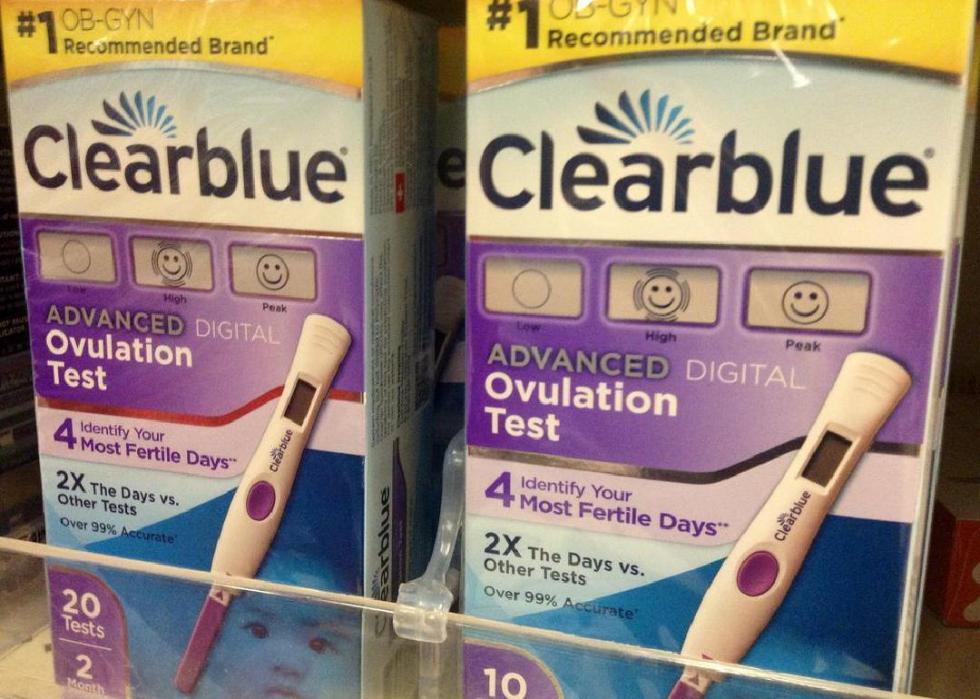 #1 OB-GYN
Recommended Brand*
Clearblue®
Low
High
Peak
ADVANCED DIGITAL
Ovulation
Test
4 Identify Your
Most Fertile Days**
2X The Days vs.
Other Tests
Over 99% Accurate*
Clearblue
20
Tests
2
Month
Clearblue
#1 OB-GYN
Recommended Brand*
Clearblue®
Low
High
Peak
ADVANCED DIGITAL
Ovulation
Test
4 Identify Your
Most Fertile Days**
2X The Days vs.
Other Tests
Over 99% Accurate*
Clearblue
10